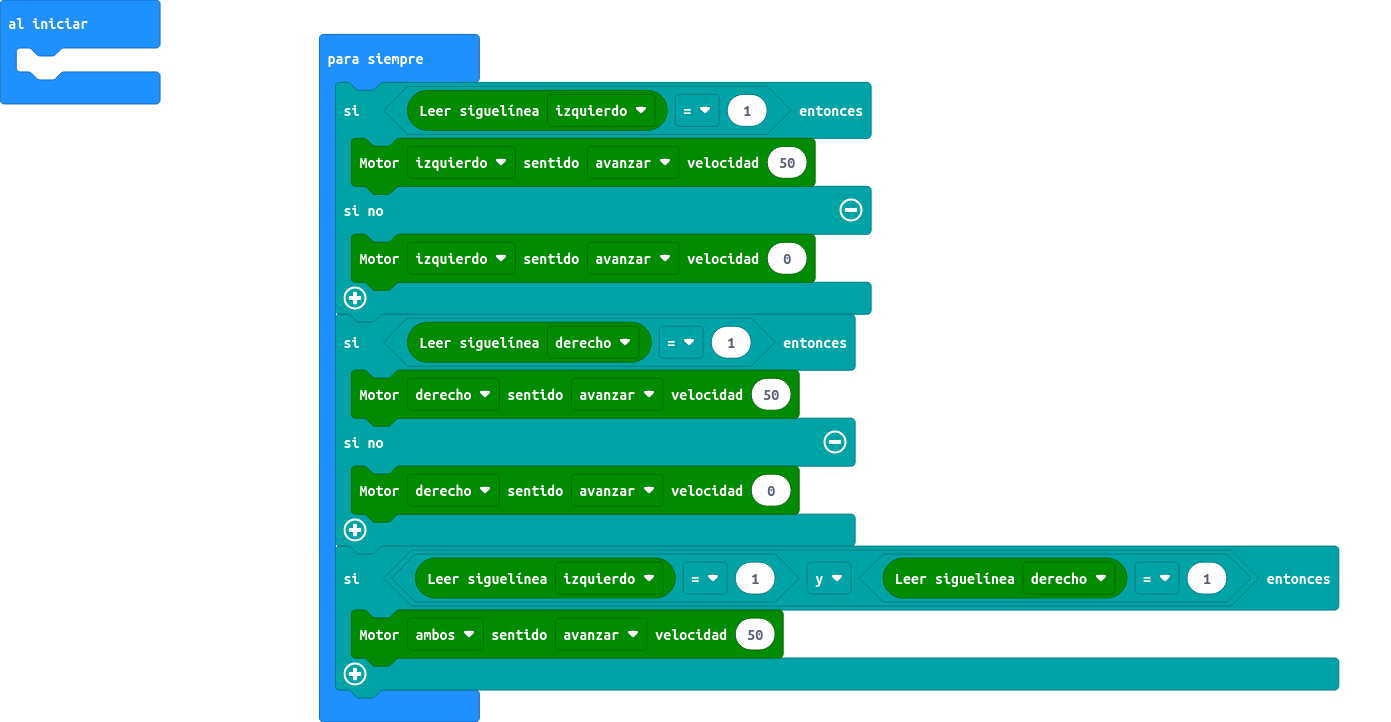 al iniciar
para siempre
si Leer siguelínea izquierdo = 1 entonces
Motor izquierdo sentido avanzar velocidad 50
si no
Motor izquierdo sentido avanzar velocidad 0
si Leer siguelínea derecho = 1 entonces
Motor derecho sentido avanzar velocidad 50
si no
Motor derecho sentido avanzar velocidad 0
si Leer siguelínea izquierdo = 1 y Leer siguelínea derecho = 1 entonces
Motor ambos sentido avanzar velocidad 50